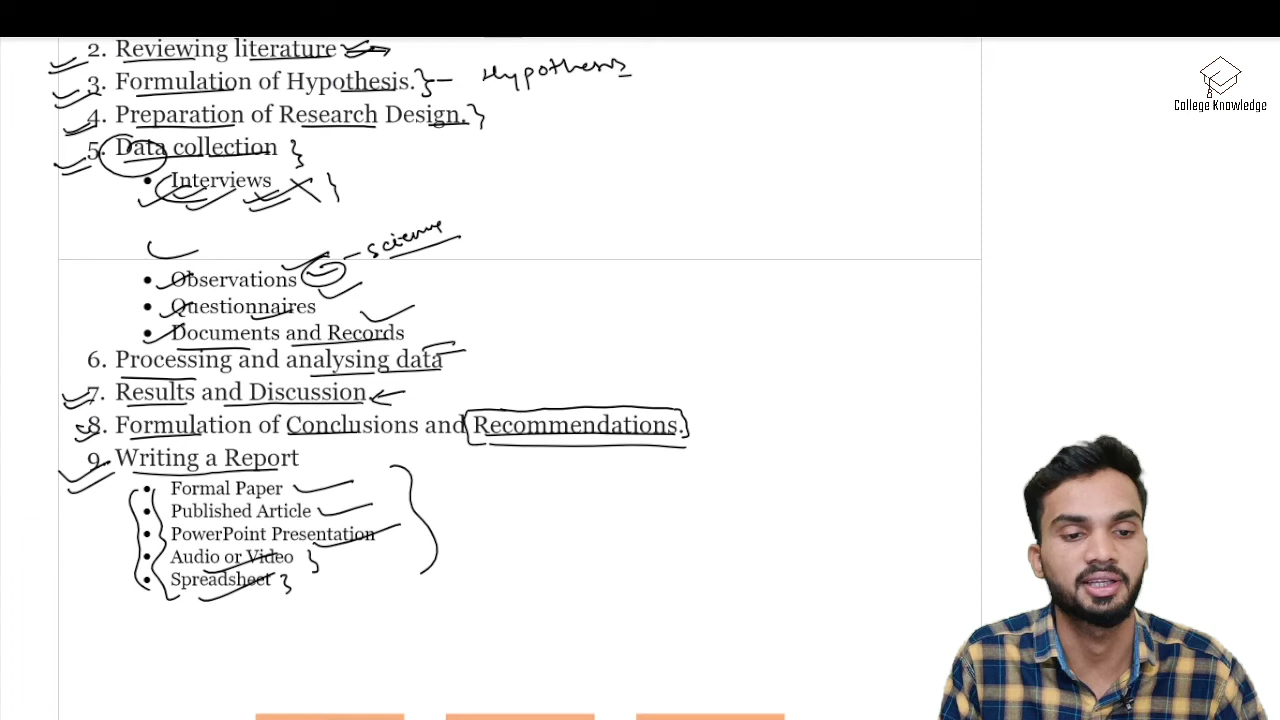 2. Reviewing literature
3. Formulation of Hypothesis. Hypothesis
4. Preparation of Research Design.
5. Data collection
• Interviews
science
• Observations
• Questionnaires
• Documents and Records
6. Processing and analysing data
7. Results and Discussion
8. Formulation of Conclusions and Recommendations.
9. Writing a Report
• Formal Paper
• Published Article
• PowerPoint Presentation
• Audio or Video
• Spreadsheet
College Knowledge